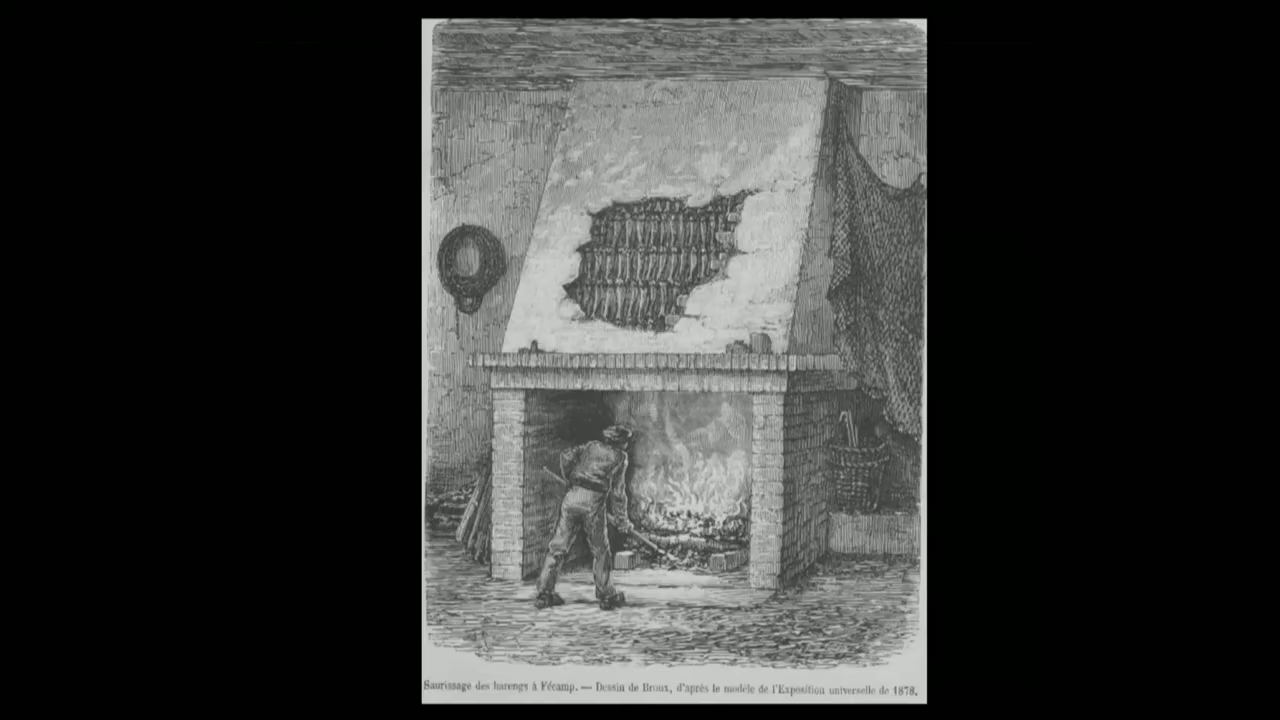 Saurissage des harengs à Fécamp. — Dessin de Broux, d'après le modèle de l'Exposition universelle de 1878.